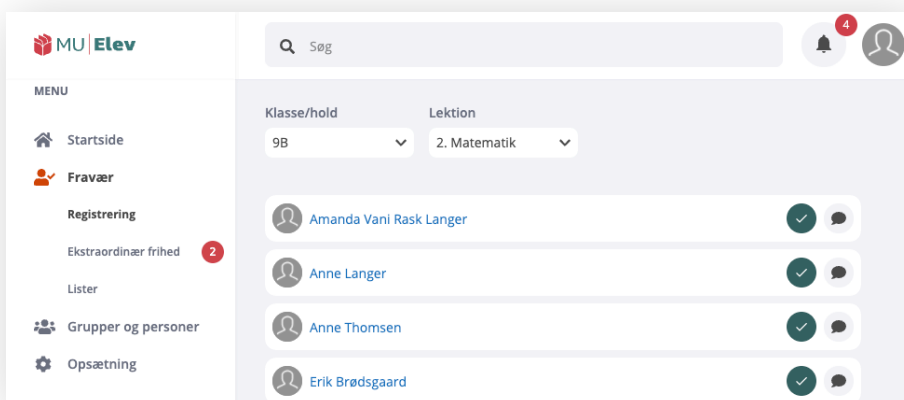 MU Elev
MENU
Startside
Fravær
Registrering
Ekstraordinær frihed 2
Lister
Grupper og personer
Opsætning
Søg
4
Klasse/hold Lektion
9B 2. Matematik
Amanda Vani Rask Langer
Anne Langer
Anne Thomsen
Erik Brødsgaard